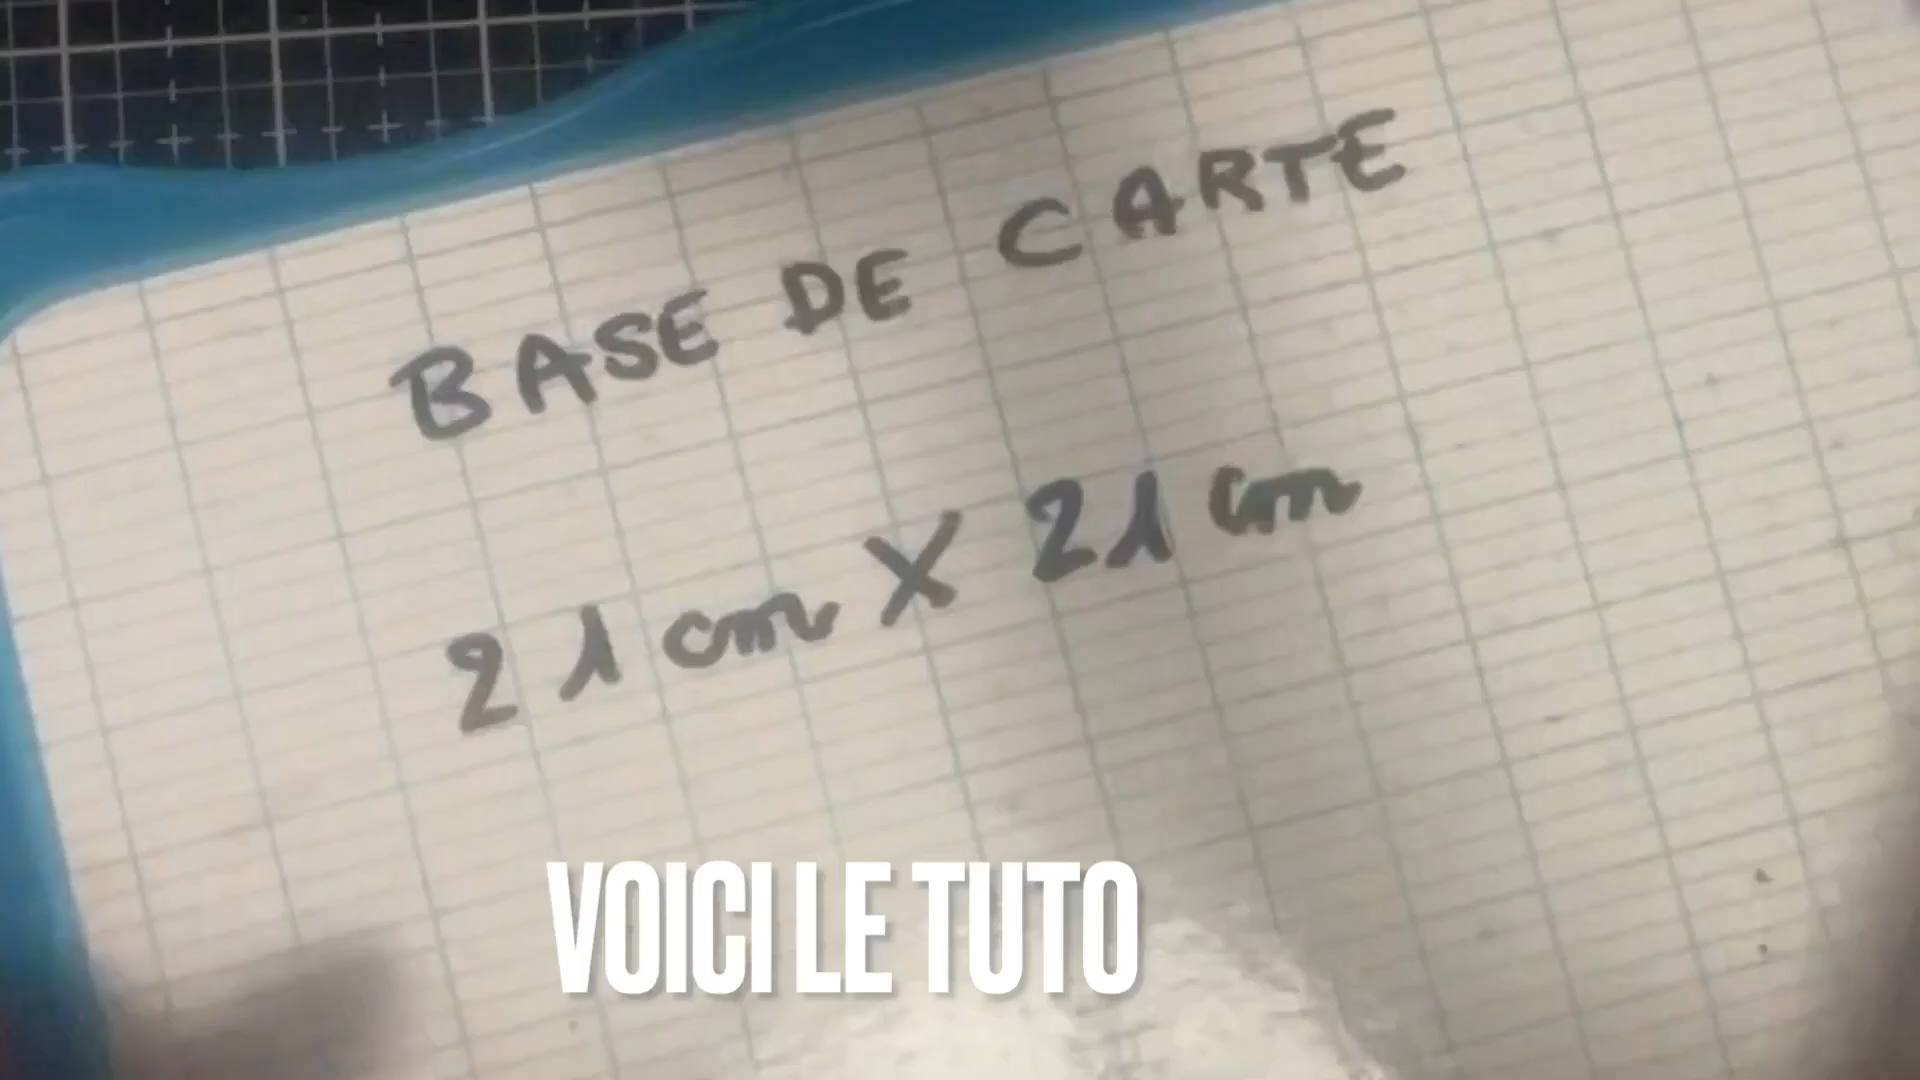 BASE DE CARTE
21 cm X 21 cm
VOICI LE TUTO